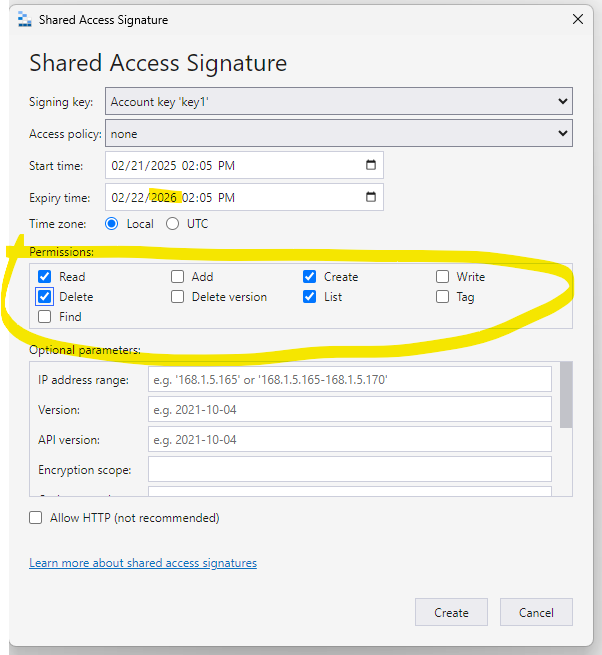 Shared Access Signature
Shared Access Signature
Signing key: Account key 'key1'
Access policy: none
Start time: 02/21/2025 02:05 PM
Expiry time: 02/22/2026 02:05 PM
Time zone: Local UTC
Permissions:
Read Add Create Write
Delete Delete version List Tag
Find
Optional parameters:
IP address range: e.g. '168.1.5.165' or '168.1.5.165-168.1.5.170'
Version: e.g. 2021-10-04
API version: e.g. 2021-10-04
Encryption scope:
Allow HTTP (not recommended)
Learn more about shared access signatures
Create Cancel